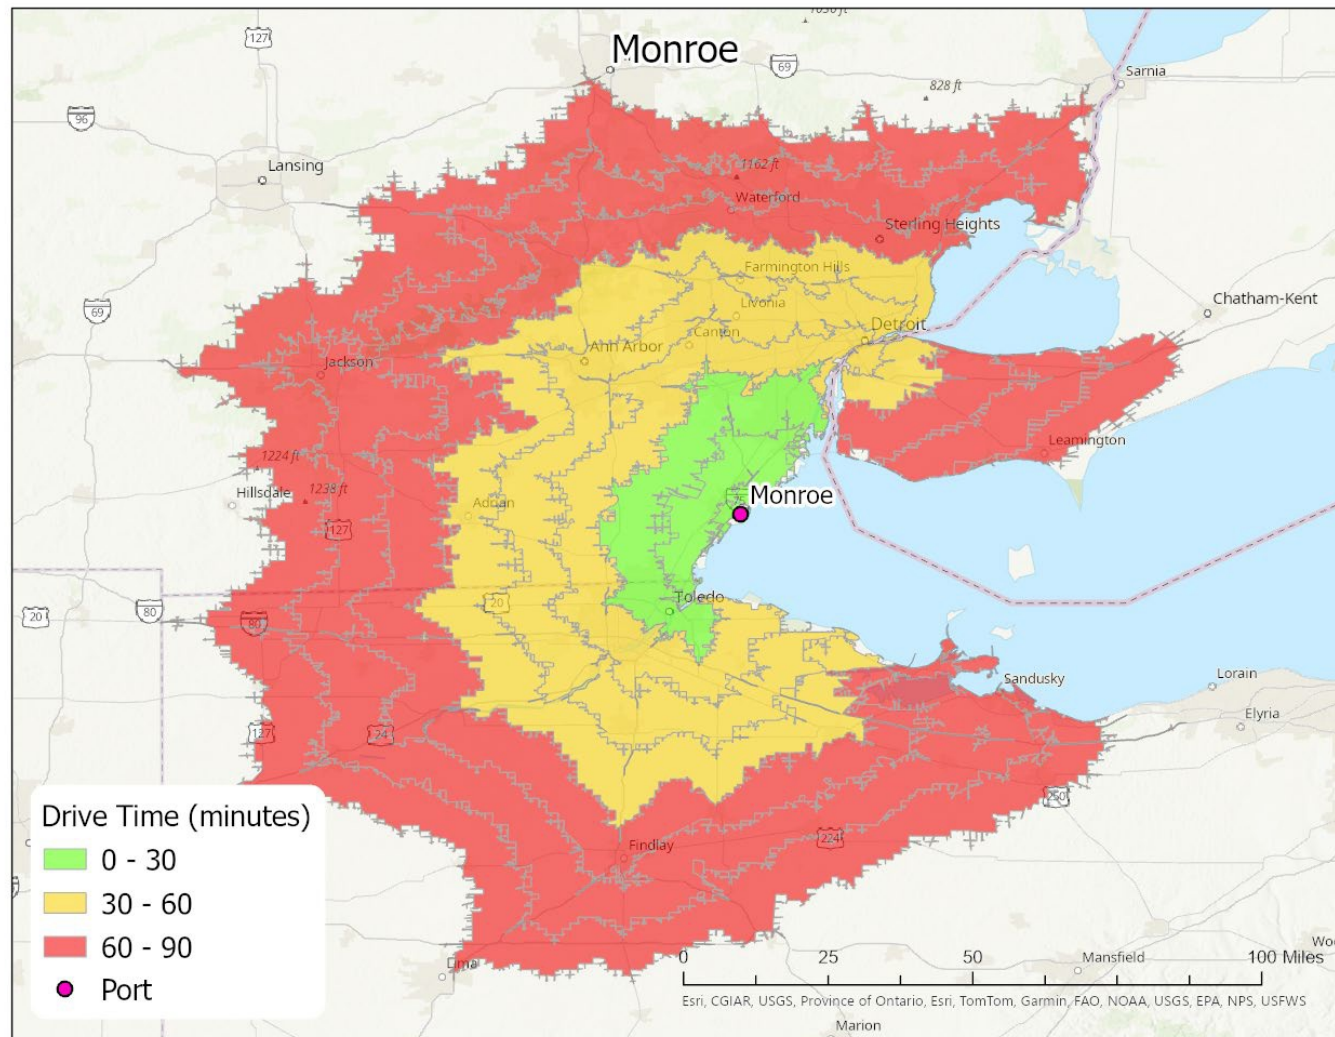 Monroe
1030 ft
127
69
Sarnia
828 ft
96
Lansing
1162 ft
Waterford
Sterling Heights
Farmington Hills
69
Livonia
Chatham-Kent
Canton
Detroit
Ann Arbor
Jackson
Leamington
1224 ft
1238 ft
Hillsdale
Adrian
75
Monroe
127
20
80
20
Toledo
80
Sandusky
Lorain
Elyria
127
24
250
224
Findlay
Drive Time (minutes)
0 - 30
30 - 60
60 - 90
Port
Lima
0 25 50 100 Miles
Mansfield
Esri, CGIAR, USGS, Province of Ontario, Esri, TomTom, Garmin, FAO, NOAA, USGS, EPA, NPS, USFWS
Marion